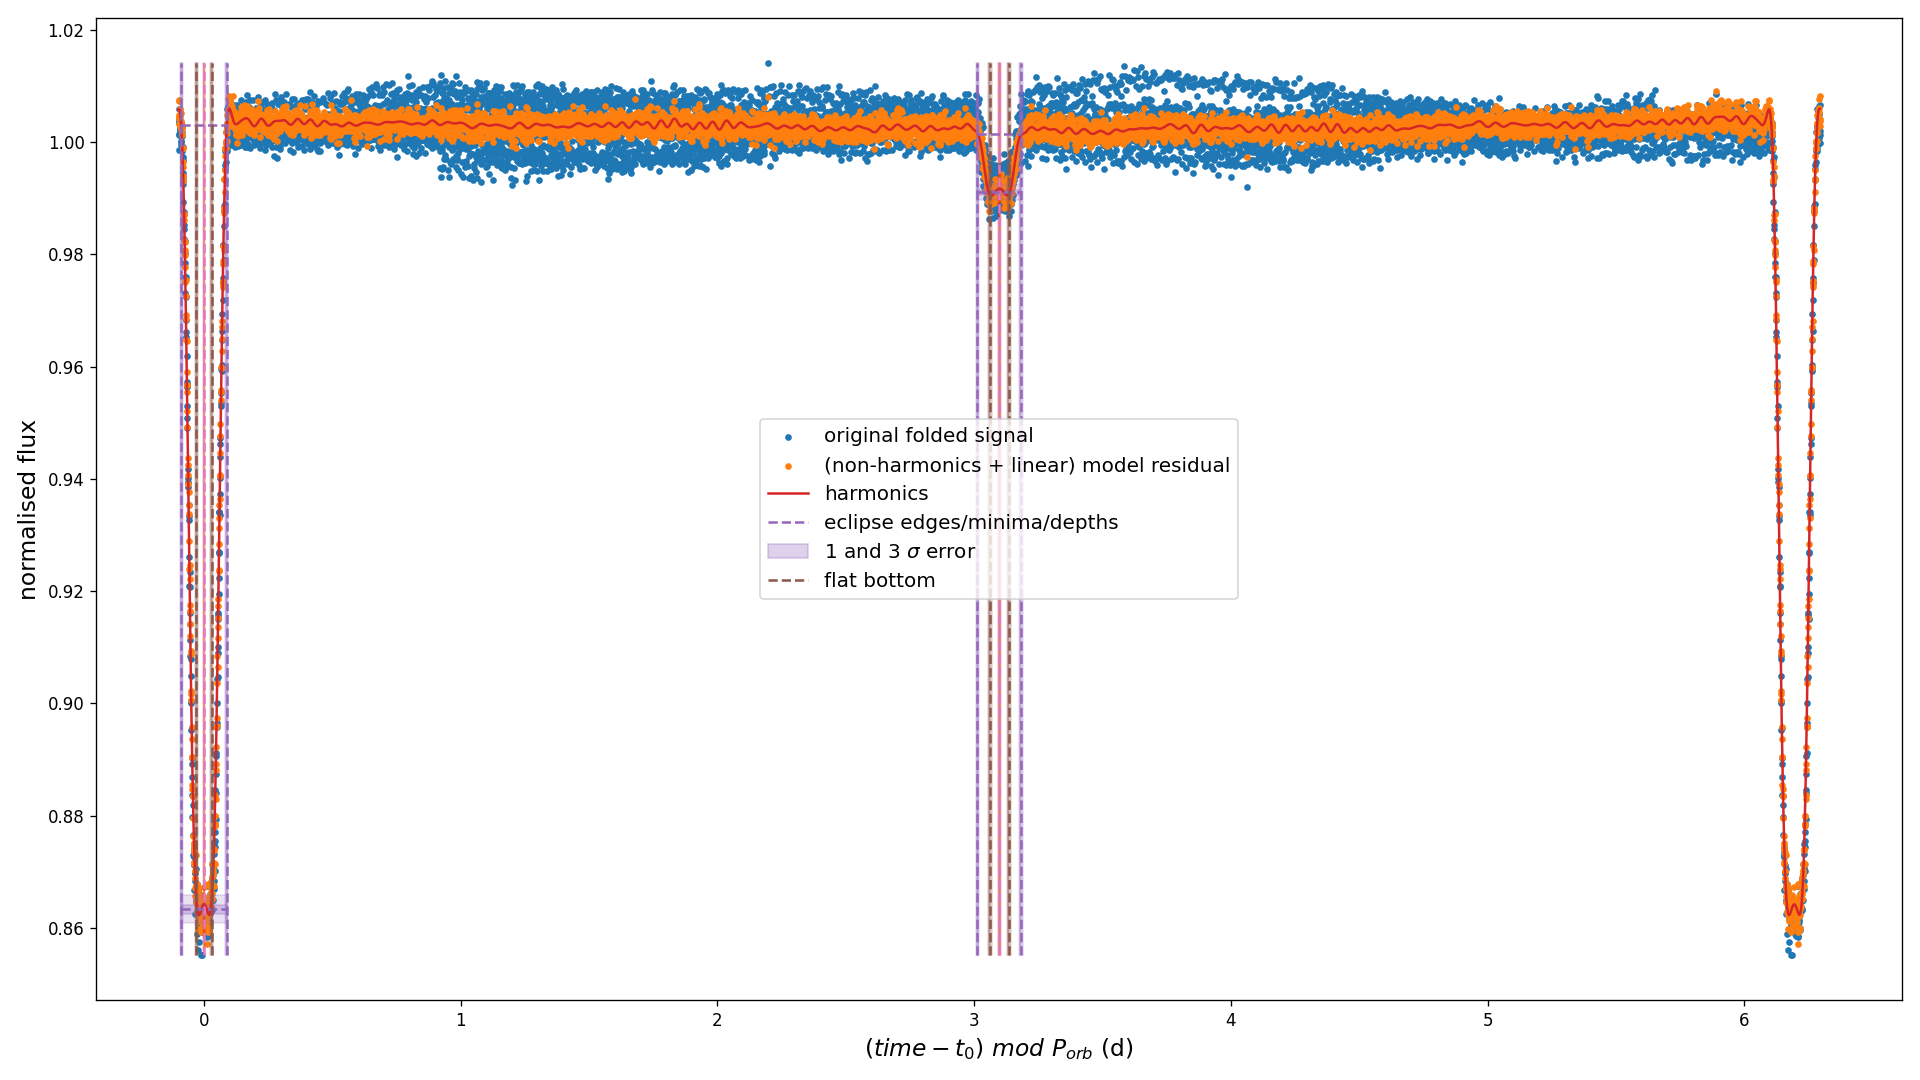 1.02
1.00
0.98
0.96
0.94
0.92
0.90
0.88
0.86
normalised flux
original folded signal
(non-harmonics + linear) model residual
harmonics
eclipse edges/minima/depths
1 and 3 σ error
flat bottom
0 1 2 3 4 5 6
(time − t₀) mod Pₒᵣb (d)